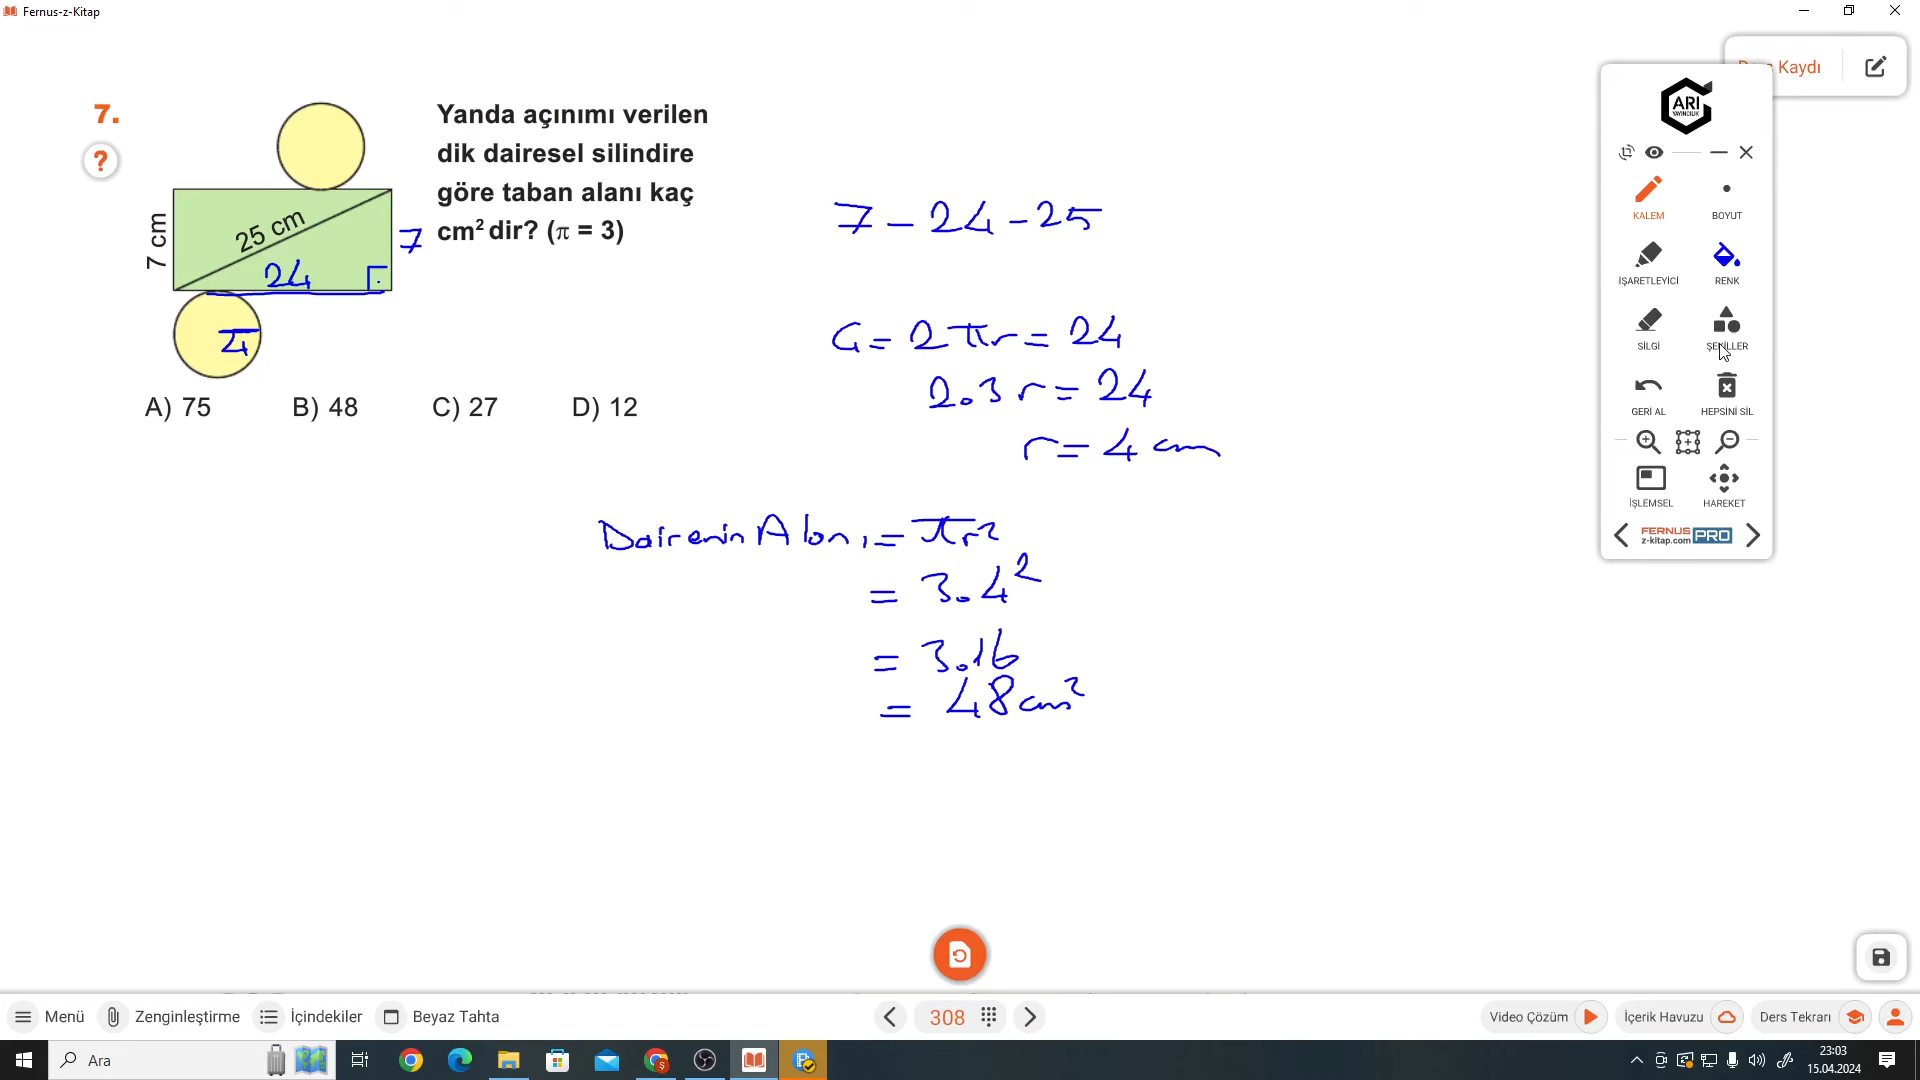 Fernus-z-Kitap
Ders Kaydı
7.
?
Yanda açınımı verilen
dik dairesel silindire
göre taban alanı kaç
cm² dir? (π = 3)
7 cm
25 cm
24
7
A) 75 B) 48 C) 27 D) 12
7 - 24 - 25
Ç = 2πr = 24
2.3 r = 24
r = 4 cm
Dairenin Alanı = πr²
= 3.4²
= 3.16
= 48 cm²
ARI
YAYINCILIK
KALEM BOYUT
İŞARETLEYİCİ RENK
SİLGİ ŞEKİLLER
GERİ AL HEPSİNİ SİL
İŞLEMSEL HAREKET
FERNUS
z-kitap.com PRO
Menü Zenginleştirme İçindekiler Beyaz Tahta 308 Video Çözüm İçerik Havuzu Ders Tekrarı
Ara
23:03
15.04.2024